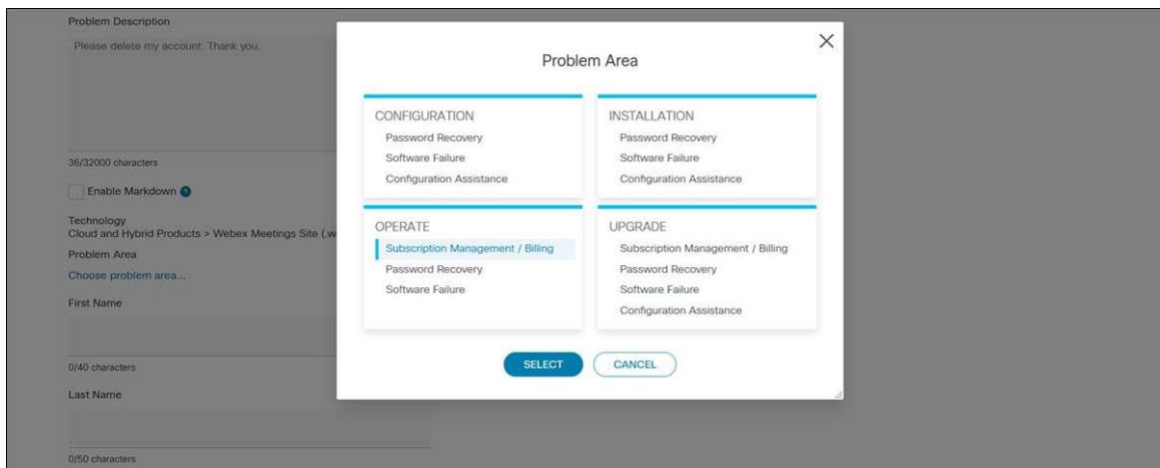 Problem Description
Please delete my account. Thank you.
36/32000 characters
Enable Markdown
Technology
Cloud and Hybrid Products > Webex Meetings Site (.w
Problem Area
Choose problem area...
First Name
0/40 characters
Last Name
0/50 characters
Problem Area
CONFIGURATION
Password Recovery
Software Failure
Configuration Assistance
INSTALLATION
Password Recovery
Software Failure
Configuration Assistance
OPERATE
Subscription Management / Billing
Password Recovery
Software Failure
UPGRADE
Subscription Management / Billing
Password Recovery
Software Failure
Configuration Assistance
SELECT
CANCEL